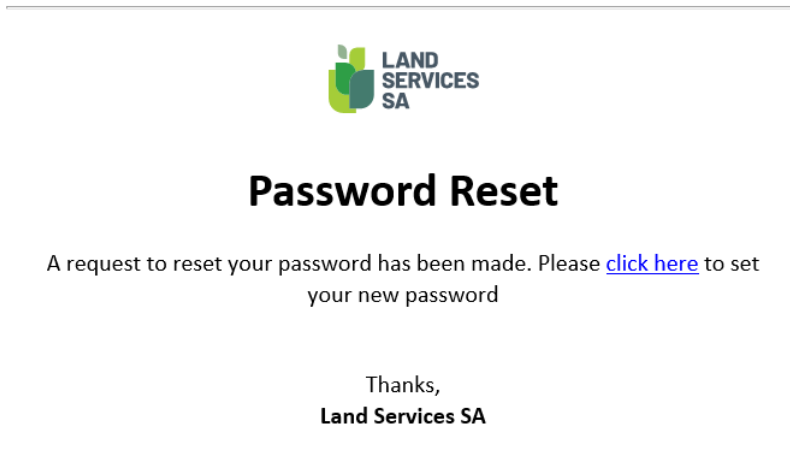 LAND
SERVICES
SA
Password Reset
A request to reset your password has been made. Please click here to set
your new password
Thanks,
Land Services SA